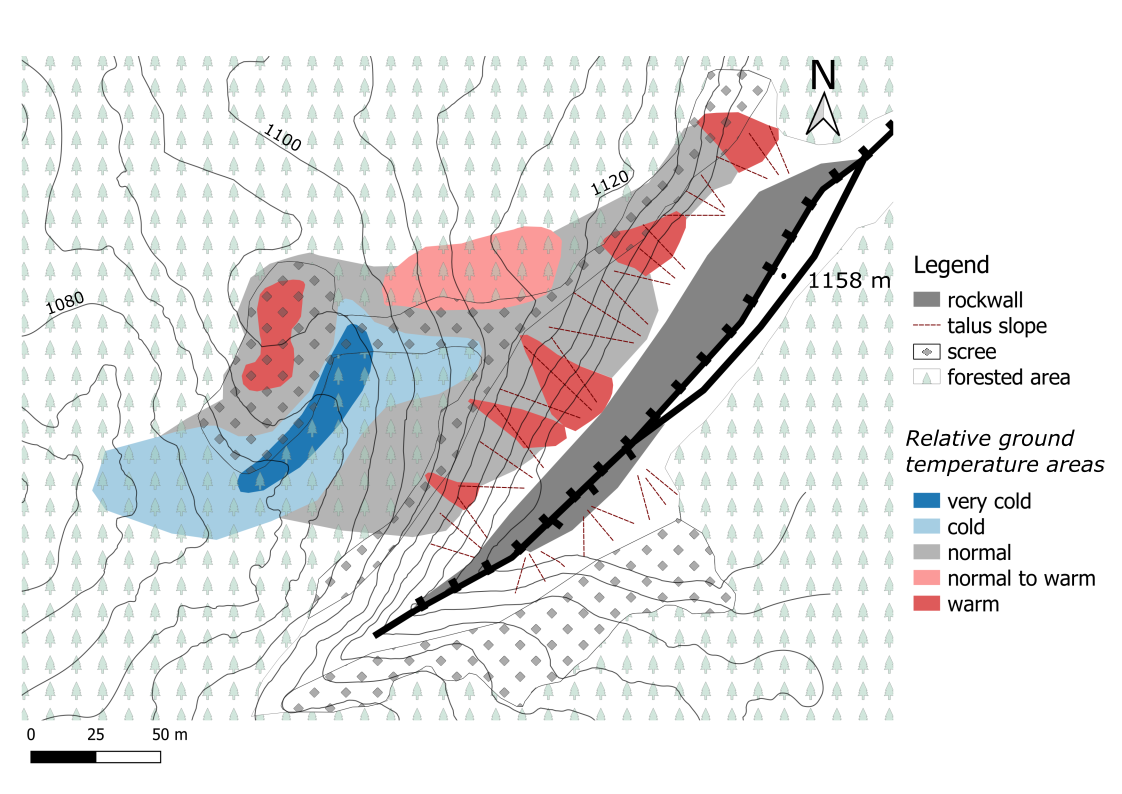 N
1100
1120
1080
1158 m
Legend
rockwall
talus slope
scree
forested area
Relative ground
temperature areas
very cold
cold
normal
normal to warm
warm
0 25 50 m